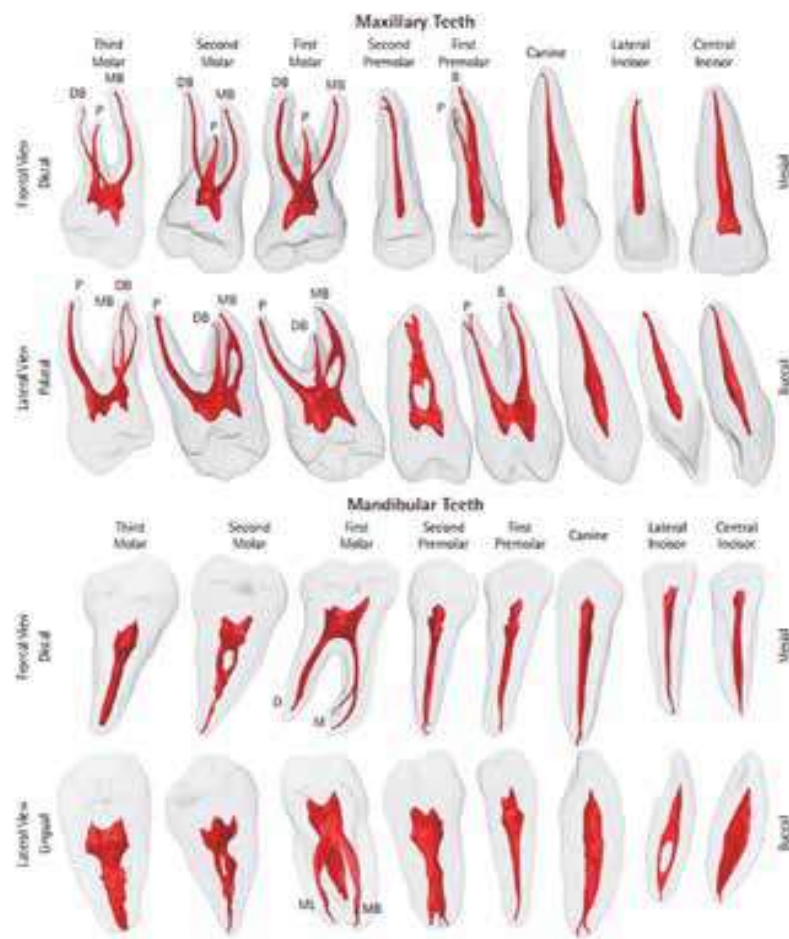 Maxillary Teeth
Third Molar
Second Molar
First Molar
Second Premolar
First Premolar
Canine
Lateral Incisor
Central Incisor
Frontal View
Distal
Mesial
DB
P
MB
DB
P
MB
DB
P
MB
P
B
Lateral View
Palatal
Buccal
P
MB
DB
P
DB
MB
P
DB
MB
P
B
Mandibular Teeth
Third Molar
Second Molar
First Molar
Second Premolar
First Premolar
Canine
Lateral Incisor
Central Incisor
Frontal View
Distal
Mesial
D
M
Lateral View
Lingual
Buccal
ML
MB